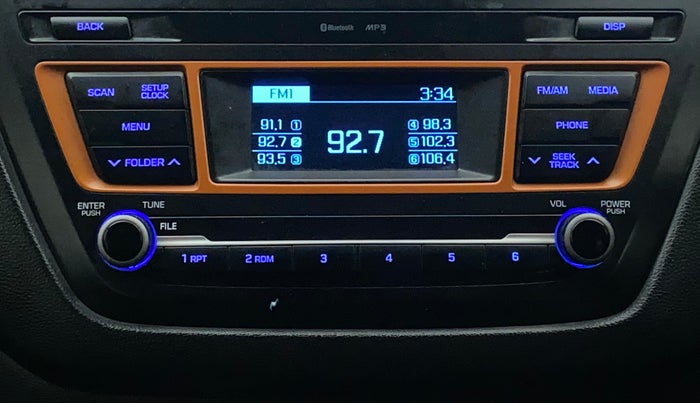 BACK
Bluetooth MP3
DISP
SCAN
SETUP CLOCK
MENU
FOLDER
FM1 3:34
91.1 1
92.7 2
93.5 3
92.7
4 98.3
5 102.3
6 106.4
FM/AM MEDIA
PHONE
SEEK TRACK
ENTER PUSH
TUNE
FILE
VOL
POWER PUSH
1 RPT 2 RDM 3 4 5 6